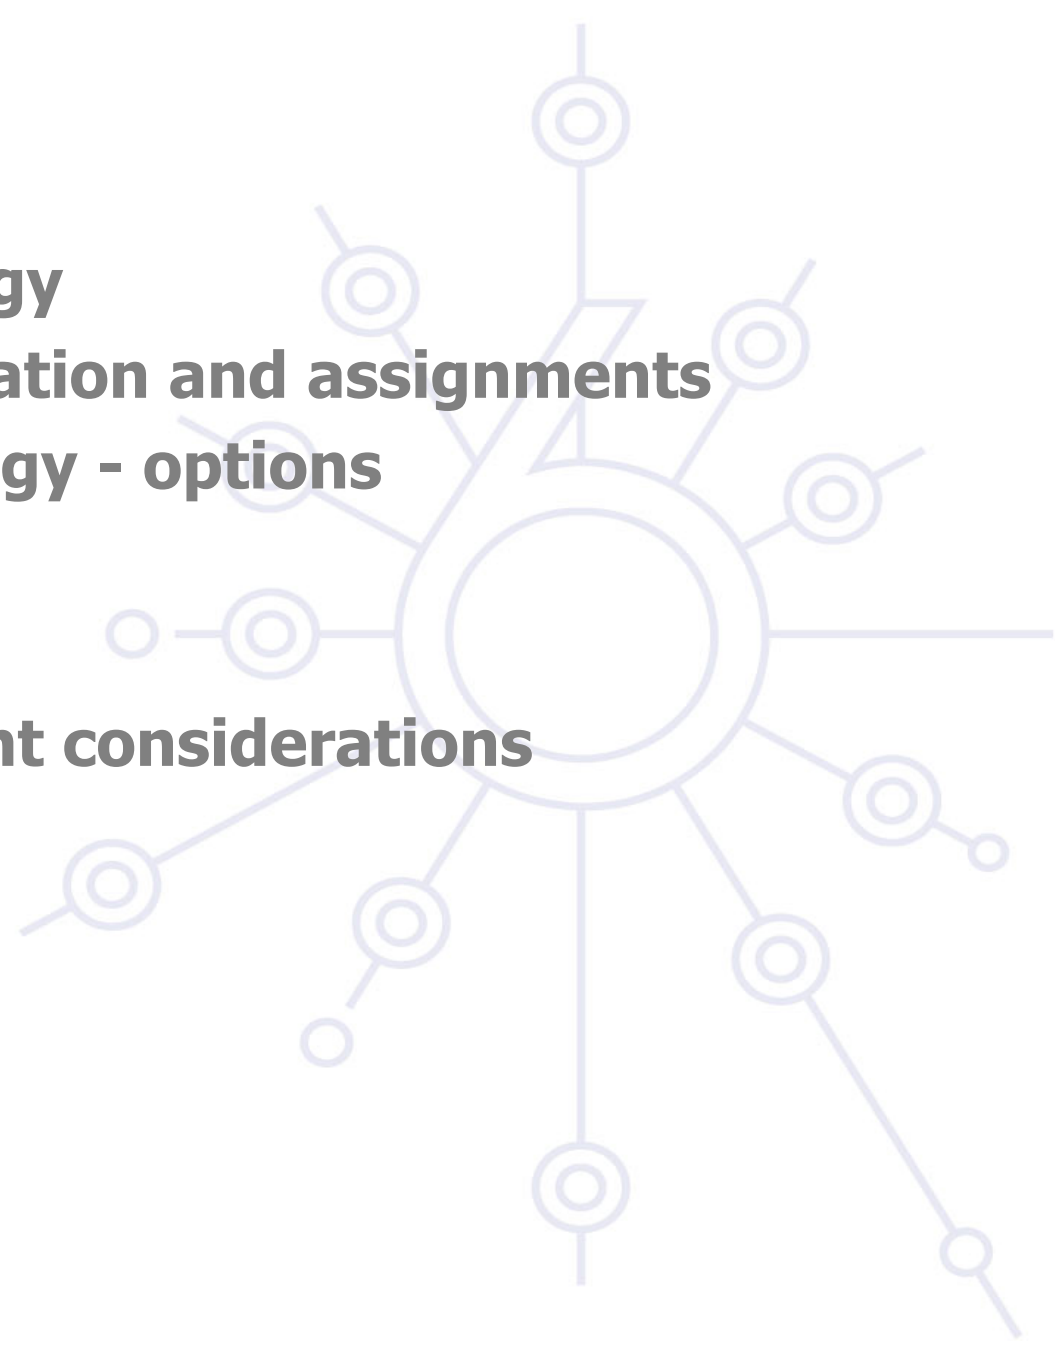 gy
ation and assignments
gy - options
nt considerations